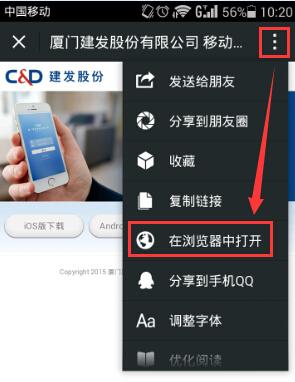 中国移动 56% 10:20
厦门建发股份有限公司 移动...
C&D 建发股份
发送给朋友
分享到朋友圈
收藏
复制链接
在浏览器中打开
分享到手机QQ
Aa 调整字体
优化阅读
iOS版下载
Andro
Copyright 2015 厦门